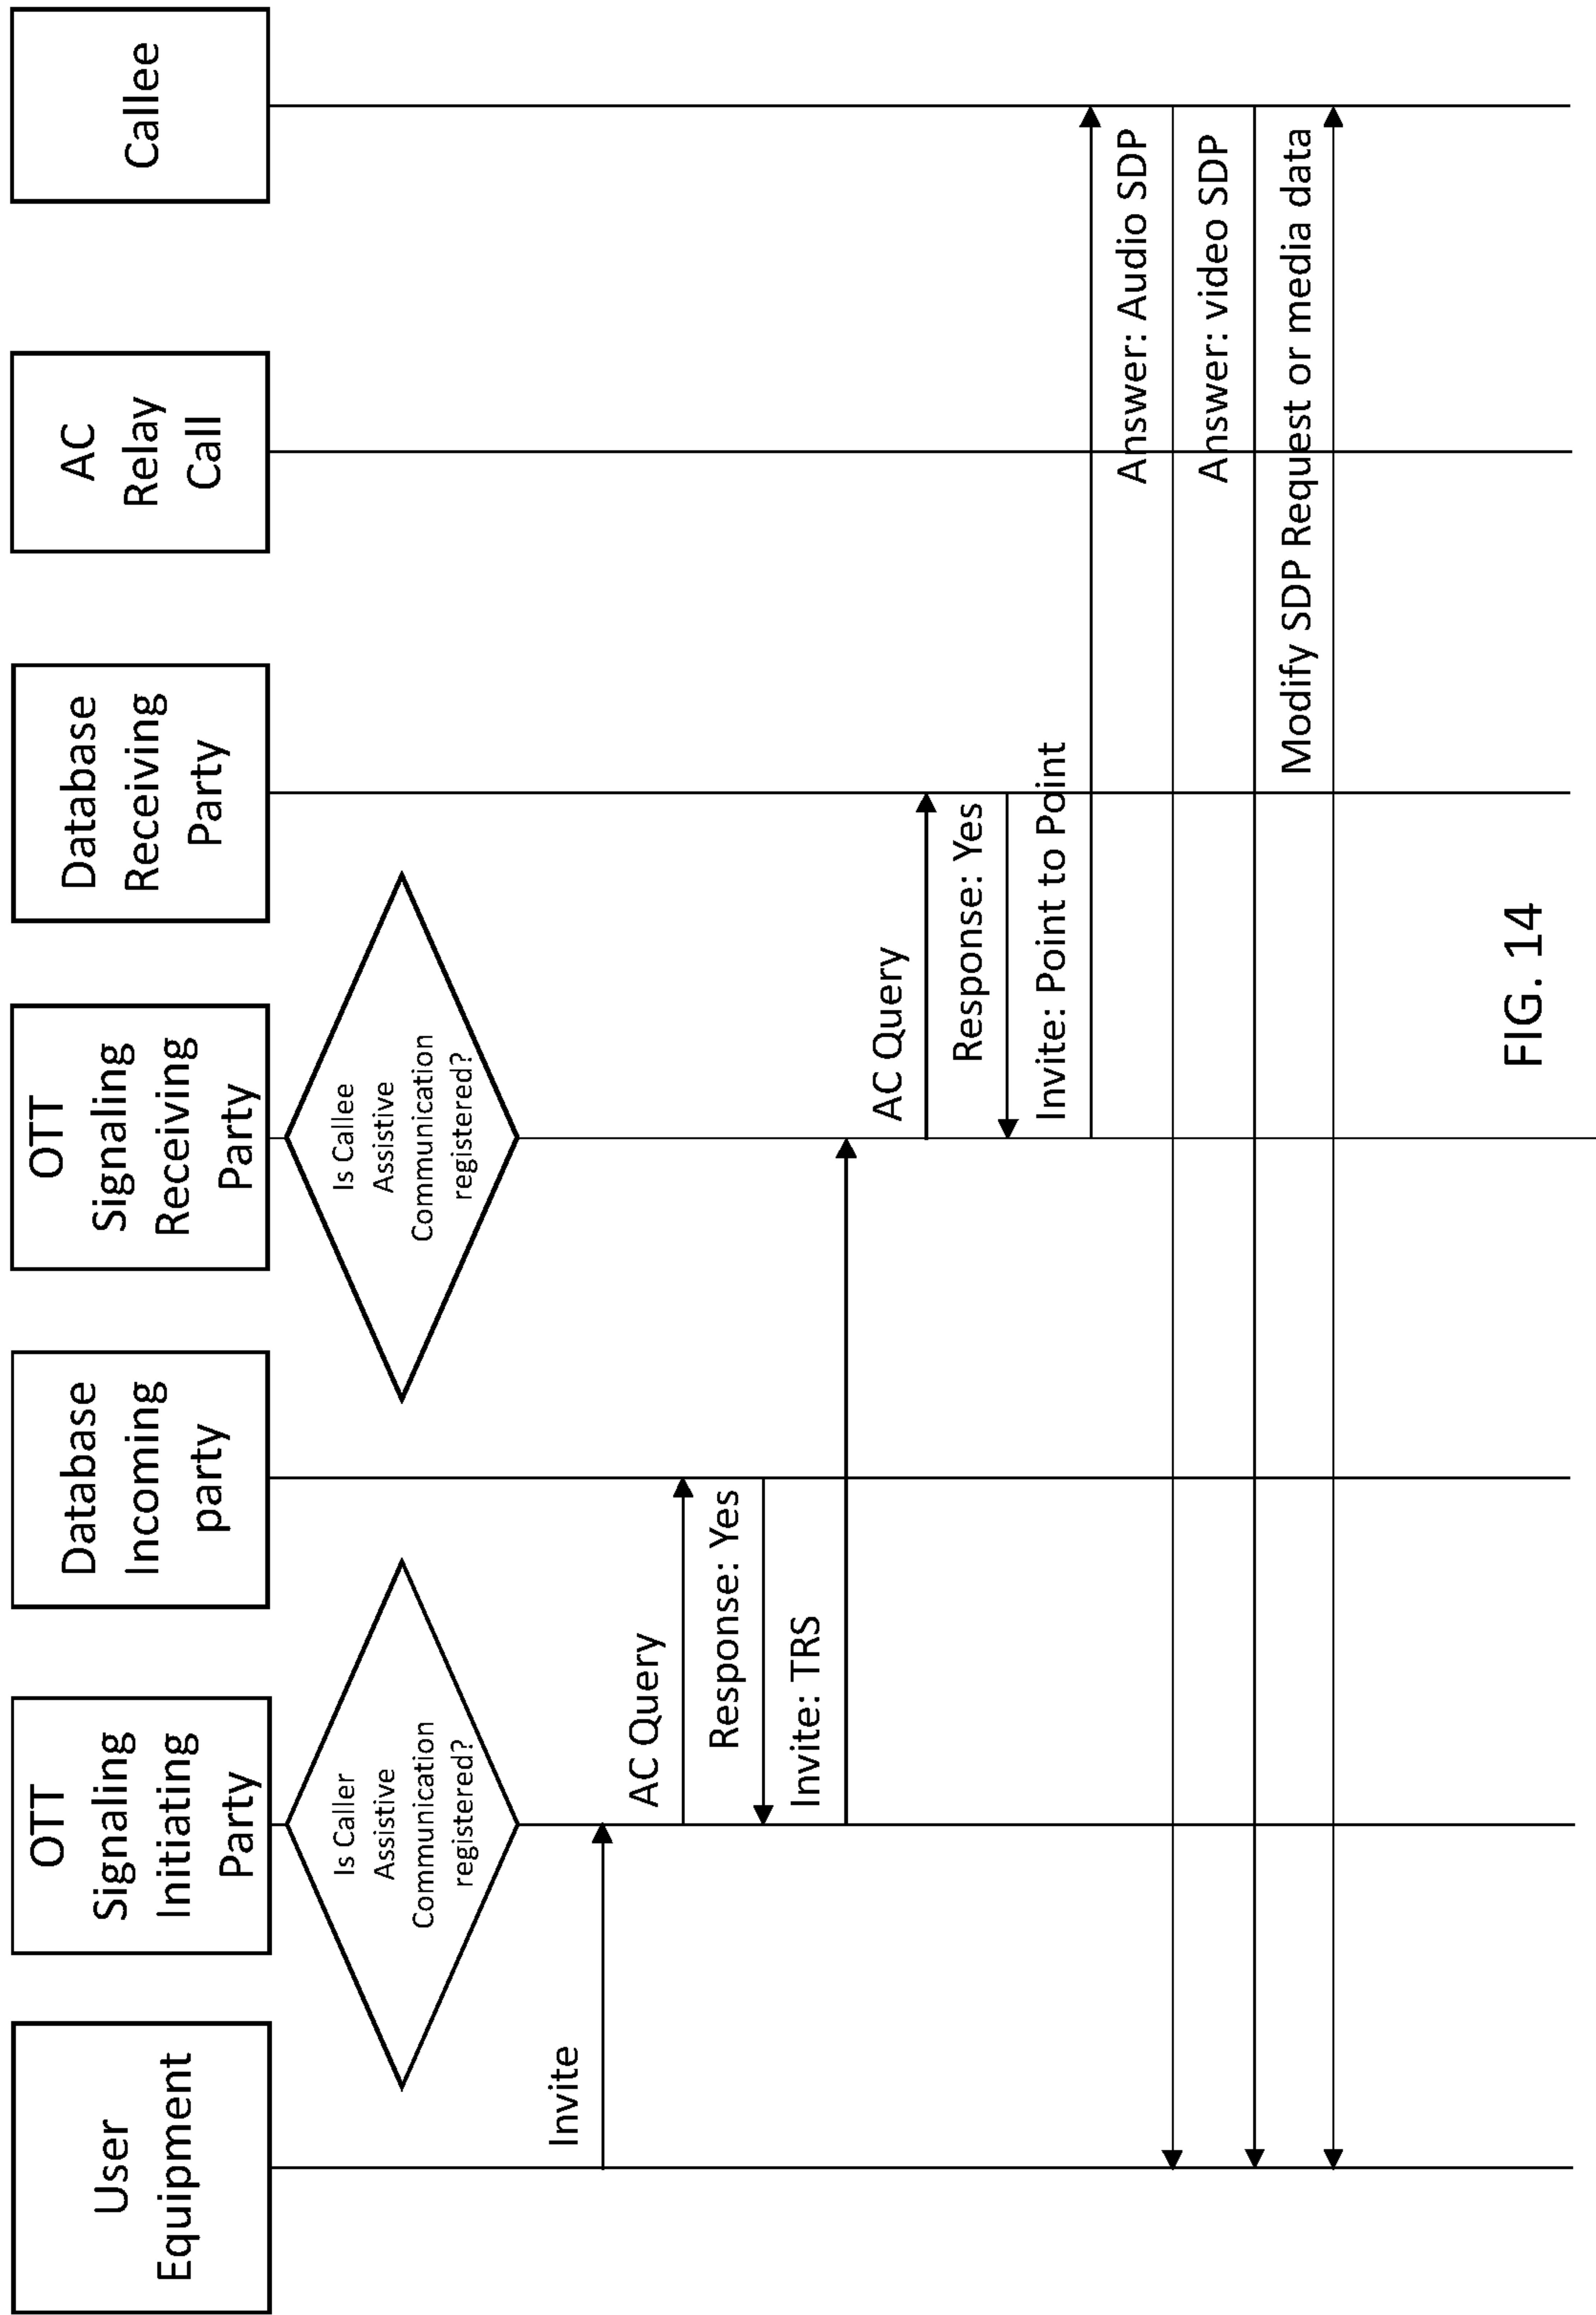 User
Equipment
OTT
Signaling
Initiating
Party
Database
Incoming
party
OTT
Signaling
Receiving
Party
Database
Receiving
Party
AC
Relay
Call
Callee
Is Caller
Assistive
Communication
registered?
Is Callee
Assistive
Communication
registered?
Invite
AC Query
Response: Yes
Invite: TRS
AC Query
Response: Yes
Invite: Point to Point
Answer: Audio SDP
Answer: video SDP
Modify SDP Request or media data
FIG. 14